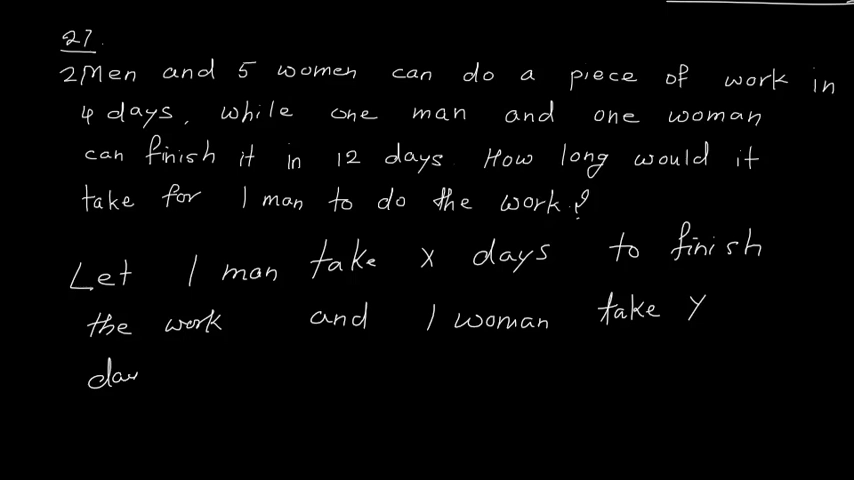 27.
2Men and 5 women can do a piece of work in
4 days, while one man and one woman
can finish it in 12 days. How long would it
take for 1 man to do the work?
Let 1 man take x days to finish
the work and 1 woman take y
day